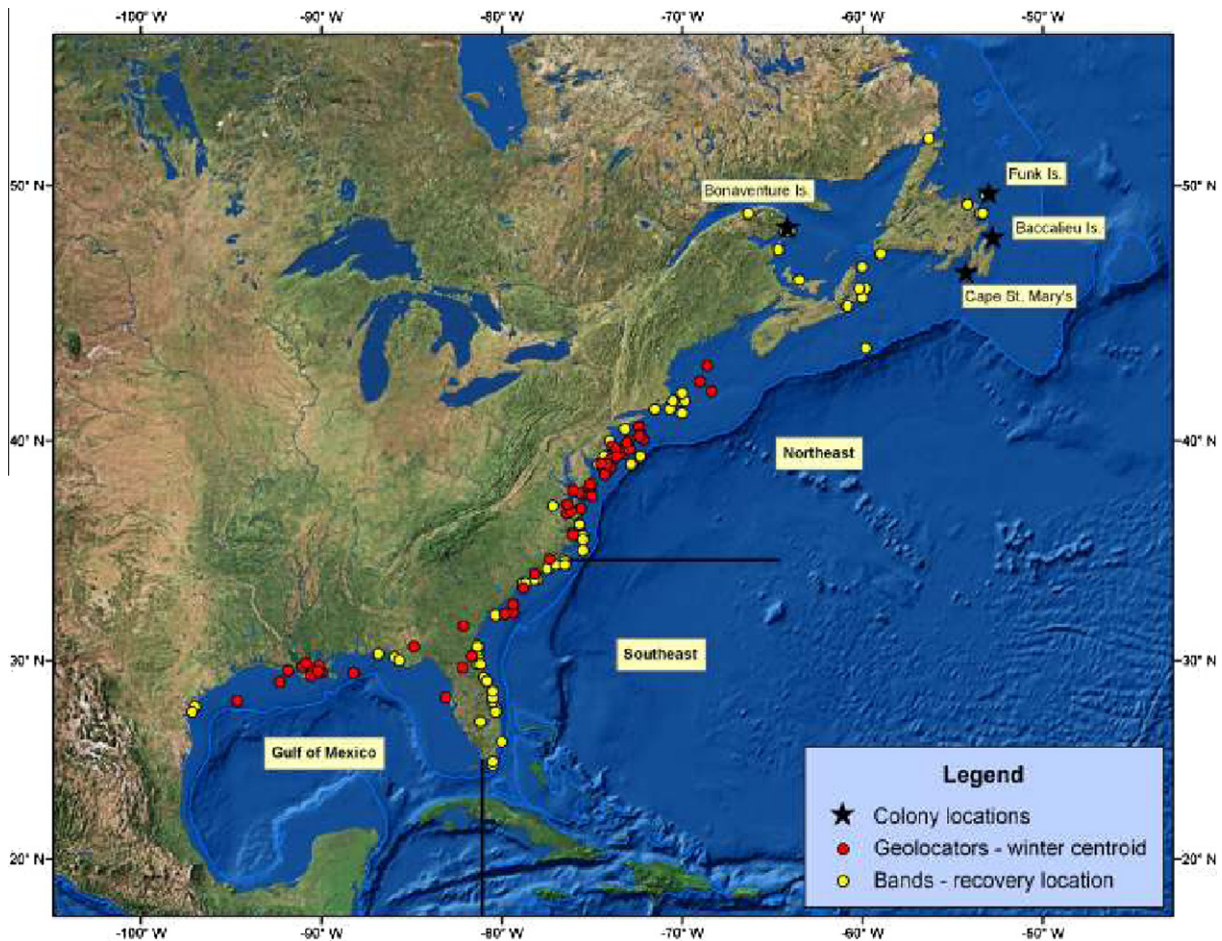 -100° W -90° W -80° W -70° W -60° W -50° W
50° N 50° N
Funk Is.
Bonaventure Is.
Baccalieu Is.
Cape St. Mary's
40° N 40° N
Northeast
30° N 30° N
Southeast
Gulf of Mexico
Legend
Colony locations
Geolocators - winter centroid
Bands - recovery location
20° N 20° N
-100° W -90° W -80° W -70° W -60° W -50° W